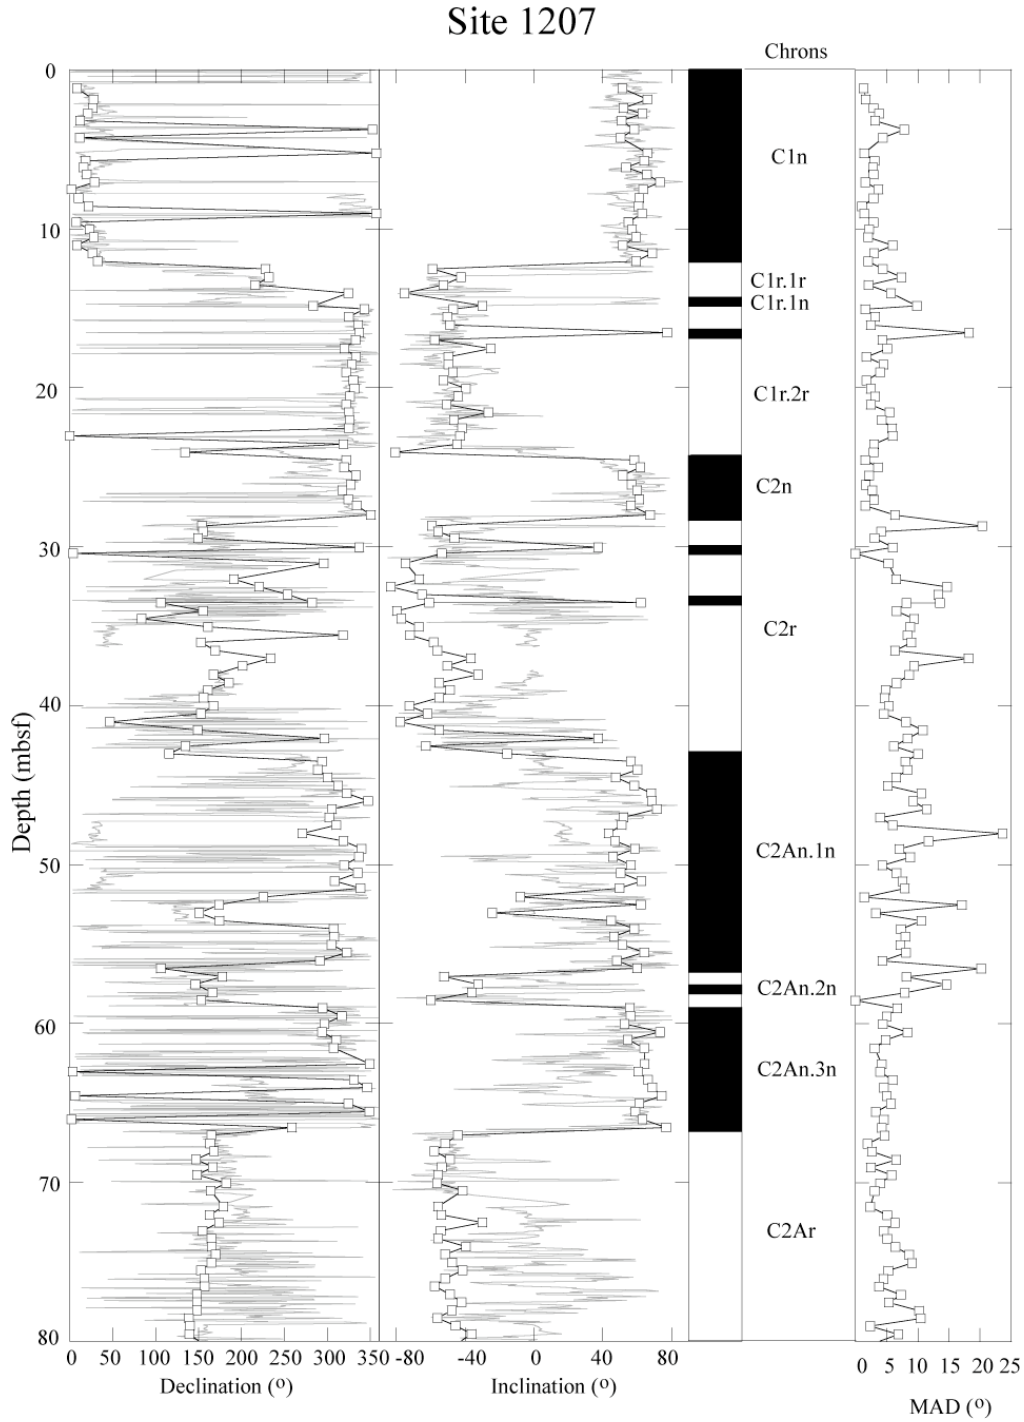 Site 1207
Chrons
0
10
20
30
40
50
60
70
80
Depth (mbsf)
C1n
C1r.1r
C1r.1n
C1r.2r
C2n
C2r
C2An.1n
C2An.2n
C2An.3n
C2Ar
0 50 100 150 200 250 300 350
-80 -40 0 40 80
0 5 10 15 20 25
Declination (o)
Inclination (o)
MAD (o)